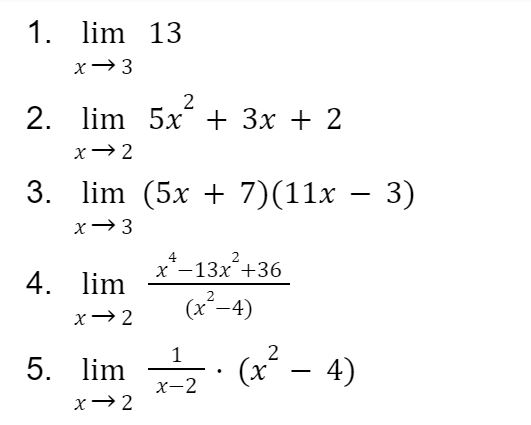 1. lim 13
x→3
2. lim 5x² + 3x + 2
x→2
3. lim (5x + 7)(11x − 3)
x→3
4. lim x⁴−13x²+36 / (x²−4)
x→2
5. lim 1/x−2 · (x² − 4)
x→2